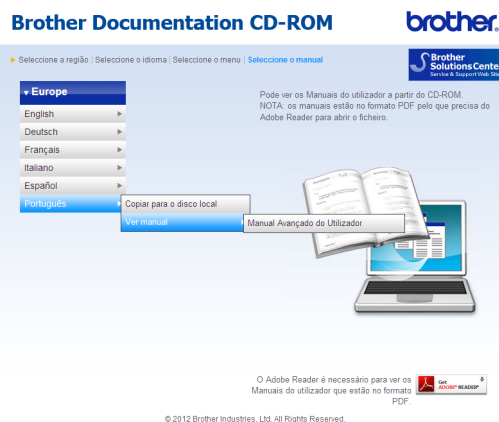 Brother Documentation CD-ROM
brother
Seleccione a região | Seleccione o idioma | Seleccione o menu | Seleccione o manual
Brother
Solutions Cente
Service & Support Web Site
Europe
English
Deutsch
Français
Italiano
Español
Português
Copiar para o disco local
Ver manual
Manual Avançado do Utilizador
Pode ver os Manuais do utilizador a partir do CD-ROM.
NOTA: os manuais estão no formato PDF pelo que precisa do
Adobe Reader para abrir o ficheiro.
O Adobe Reader é necessário para ver os
Manuais do utilizador que estão no formato
PDF.
Get
ADOBE® READER®
© 2012 Brother Industries, Ltd. All Rights Reserved.